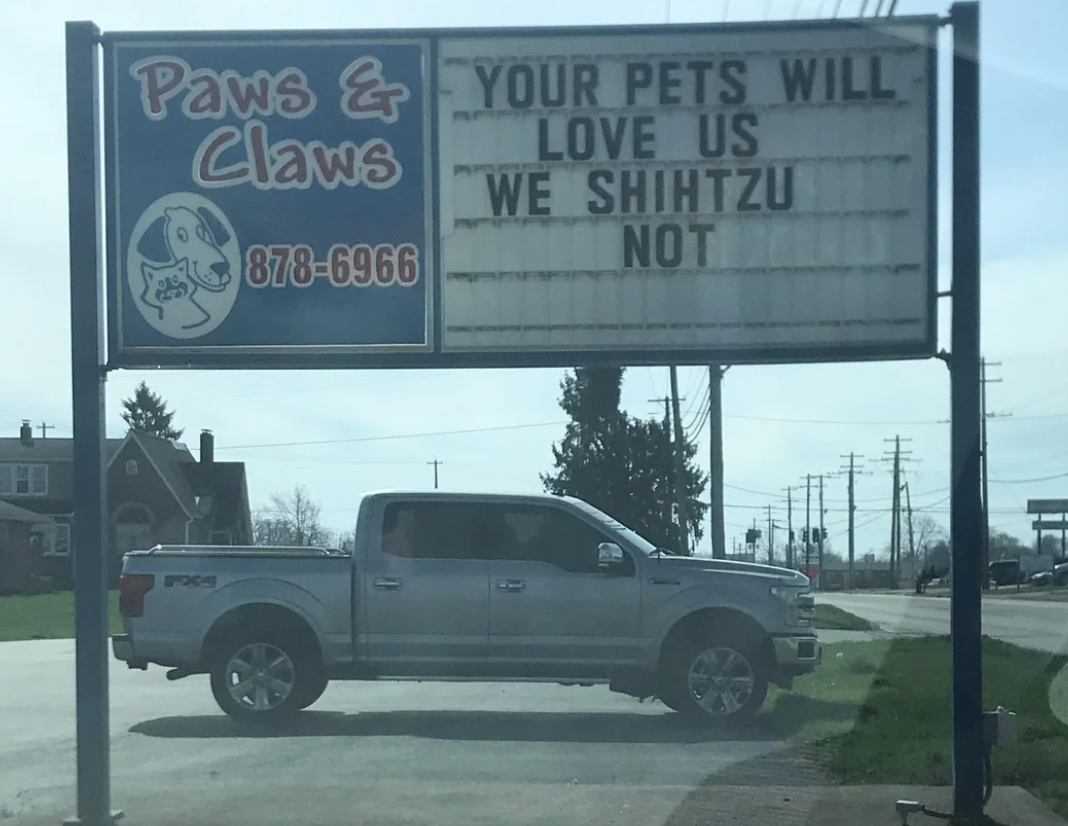 Paws &
Claws
878-6966
YOUR PETS WILL
LOVE US
WE SHIHTZU
NOT
FX4